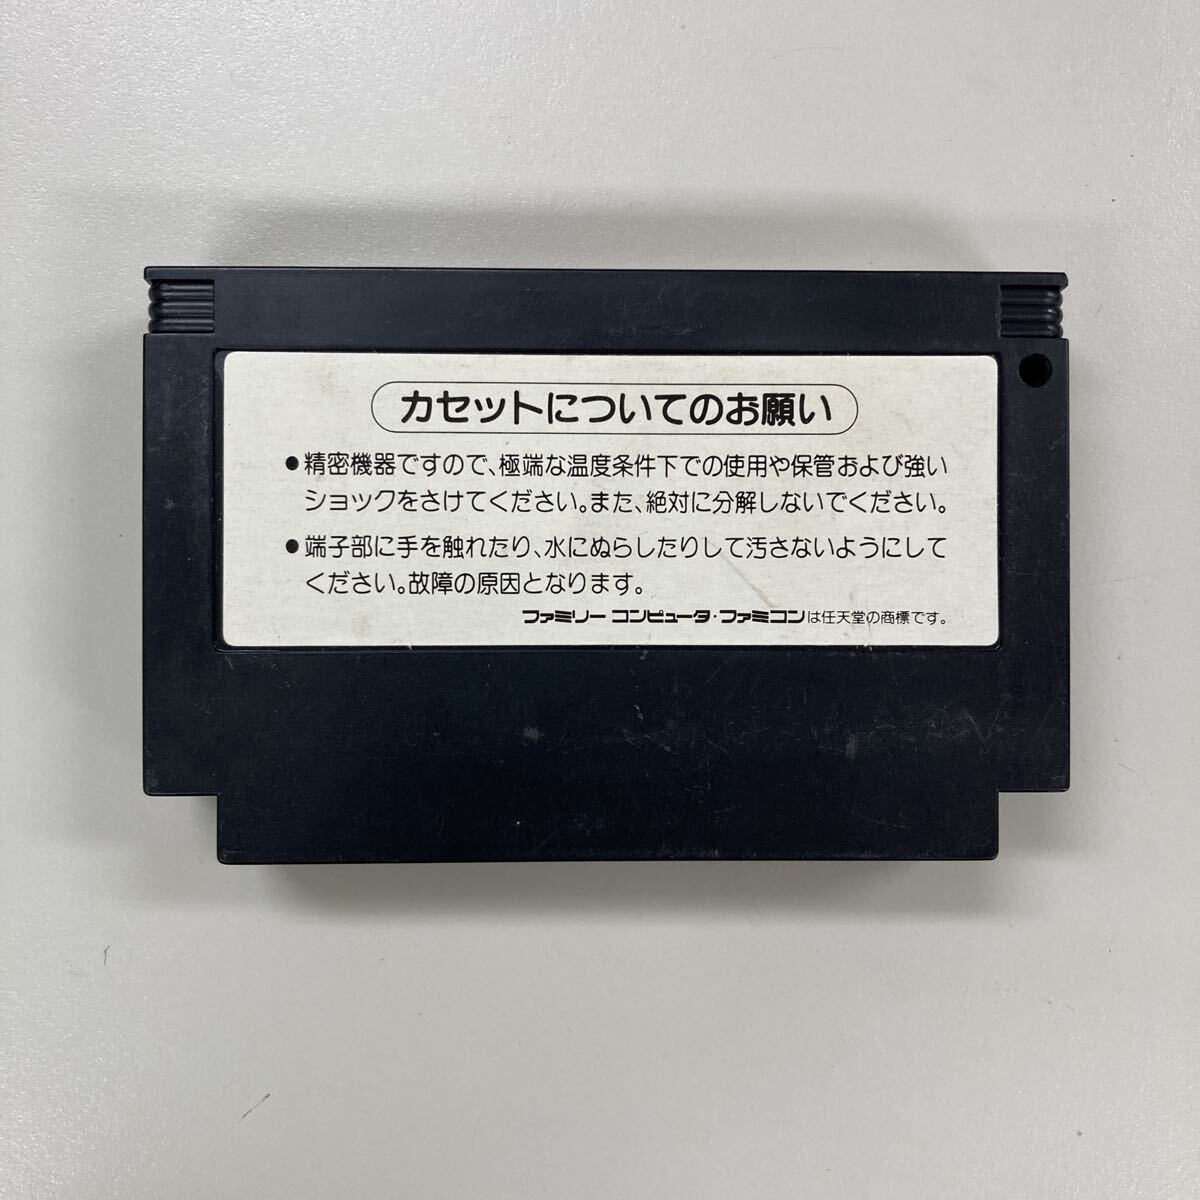 カセットについてのお願い
●精密機器ですので、極端な温度条件下での使用や保管および強い
ショックをさけてください。また、絶対に分解しないでください。
●端子部に手を触れたり、水にぬらしたりして汚さないようにして
ください。故障の原因となります。
ファミリー コンピュータ・ファミコンは任天堂の商標です。